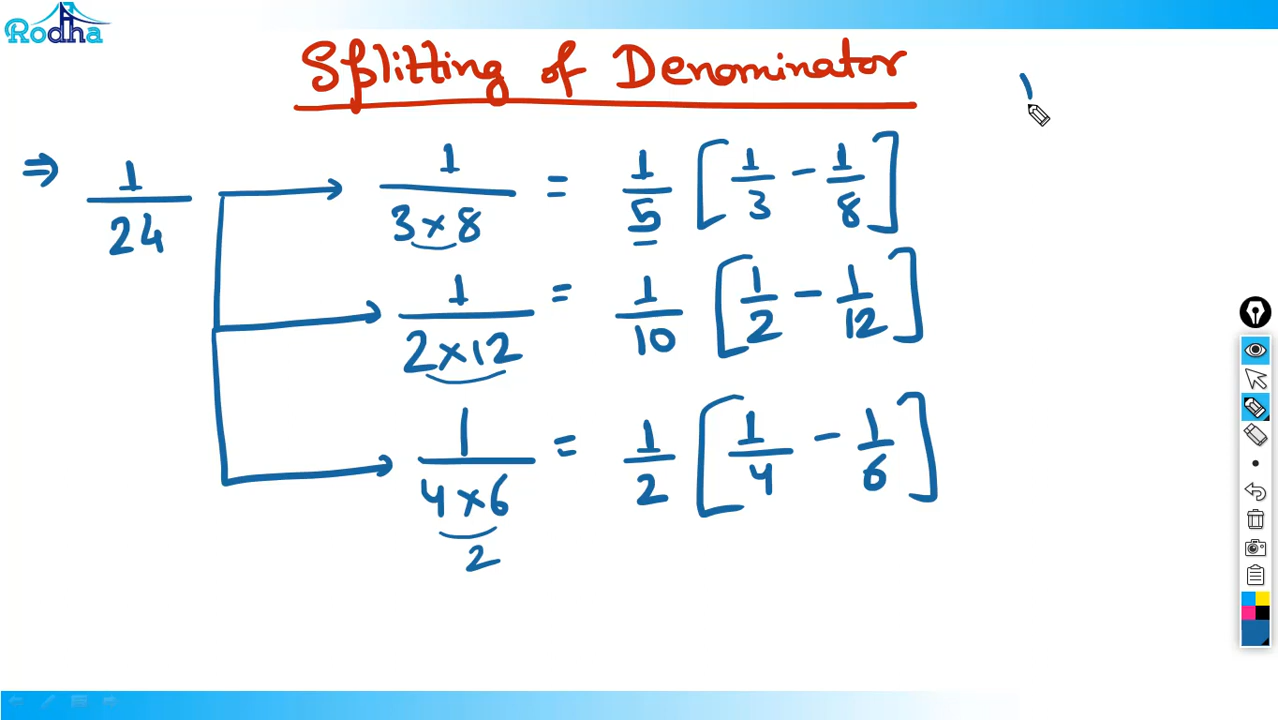 Rodha
Splitting of Denominator
⇒ 1/24 → 1/(3×8) = 1/5 [1/3 − 1/8]
→ 1/(2×12) = 1/10 [1/2 − 1/12]
→ 1/(4×6) = 1/2 [1/4 − 1/6]
2